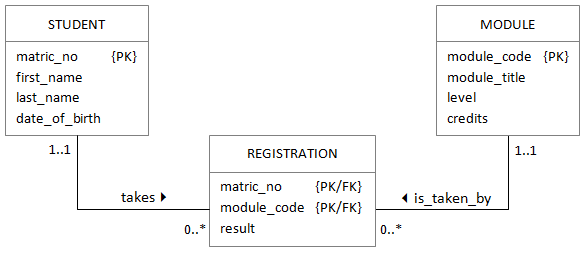 STUDENT
matric_no {PK}
first_name
last_name
date_of_birth
MODULE
module_code {PK}
module_title
level
credits
1..1
1..1
REGISTRATION
matric_no {PK/FK}
module_code {PK/FK}
result
takes
is_taken_by
0..*
0..*